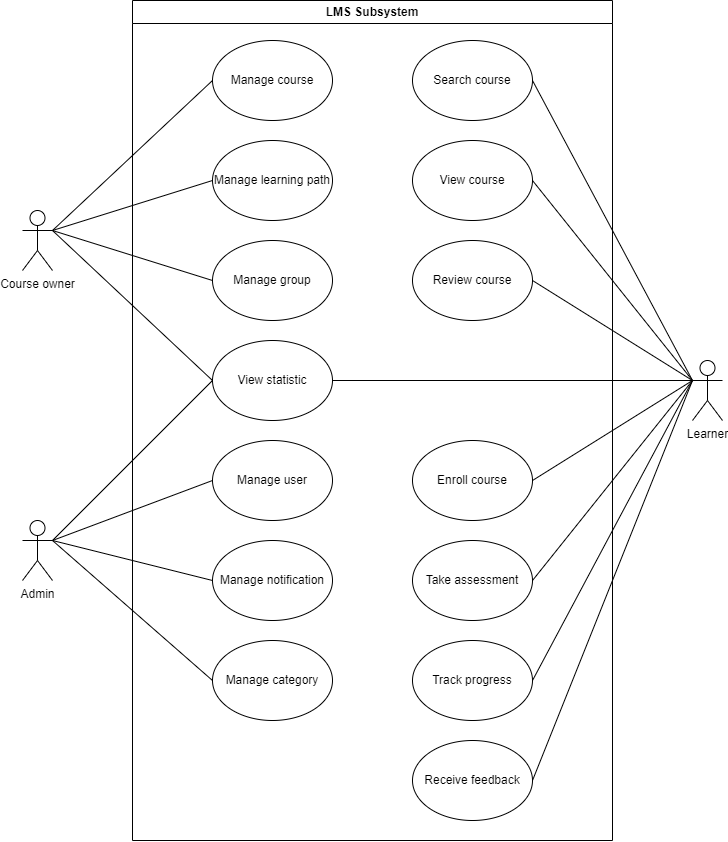 LMS Subsystem
Manage course
Search course
Manage learning path
View course
Course owner
Manage group
Review course
View statistic
Learner
Manage user
Enroll course
Admin
Manage notification
Take assessment
Manage category
Track progress
Receive feedback